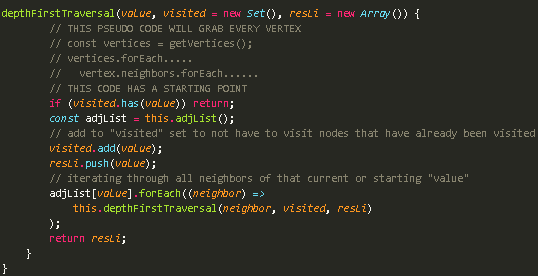 depthFirstTraversal(value, visited = new Set(), resLi = new Array()) {
// THIS PSEUDO CODE WILL GRAB EVERY VERTEX
// const vertices = getVertices();
// vertices.forEach.....
//   vertex.neighbors.forEach......
// THIS CODE HAS A STARTING POINT
if (visited.has(value)) return;
const adjList = this.adjList();
// add to "visited" set to not have to visit nodes that have already been visited
visited.add(value);
resLi.push(value);
// iterating through all neighbors of that current or starting "value"
adjList[value].forEach((neighbor) =>
this.depthFirstTraversal(neighbor, visited, resLi)
);
return resLi;
}
}